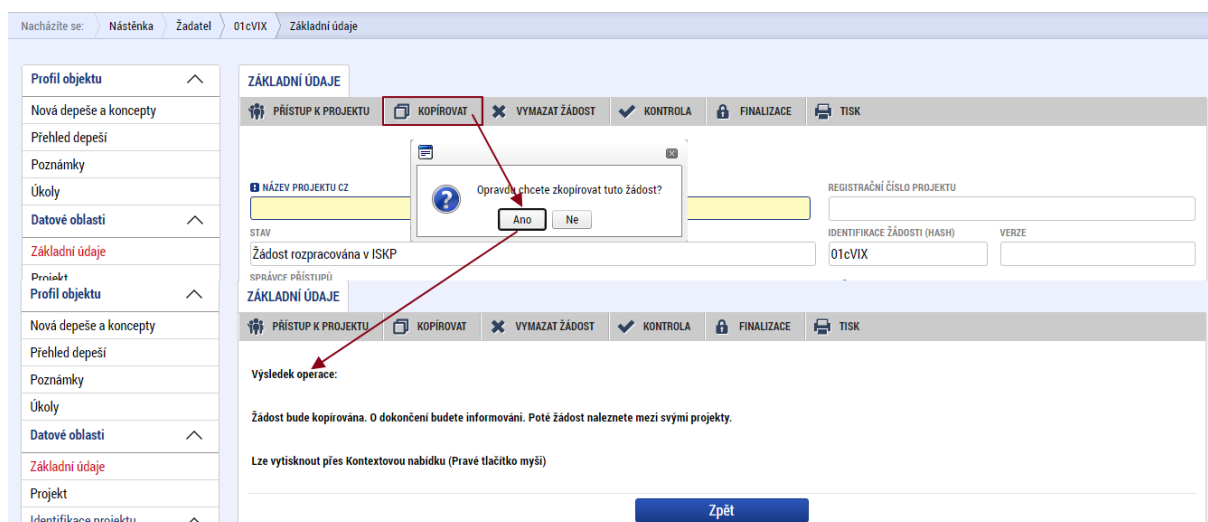 Nacházíte se: Nástěnka Žadatel 01cVIX Základní údaje
Profil objektu
Nová depeše a koncepty
Přehled depeší
Poznámky
Úkoly
Datové oblasti
Základní údaje
Projekt
ZÁKLADNÍ ÚDAJE
PŘÍSTUP K PROJEKTU KOPÍROVAT VYMAZAT ŽÁDOST KONTROLA FINALIZACE TISK
Opravdu chcete zkopírovat tuto žádost?
Ano Ne
NÁZEV PROJEKTU CZ
REGISTRAČNÍ ČÍSLO PROJEKTU
STAV
IDENTIFIKACE ŽÁDOSTI (HASH) VERZE
Žádost rozpracována v ISKP
01cVIX
SPRÁVCE PŘÍSTUPŮ
Profil objektu
Nová depeše a koncepty
Přehled depeší
Poznámky
Úkoly
Datové oblasti
Základní údaje
Projekt
Identifikace projektu
ZÁKLADNÍ ÚDAJE
PŘÍSTUP K PROJEKTU KOPÍROVAT VYMAZAT ŽÁDOST KONTROLA FINALIZACE TISK
Výsledek operace:
Žádost bude kopírována. O dokončení budete informováni. Poté žádost naleznete mezi svými projekty.
Lze vytisknout přes Kontextovou nabídku (Pravé tlačítko myši)
Zpět